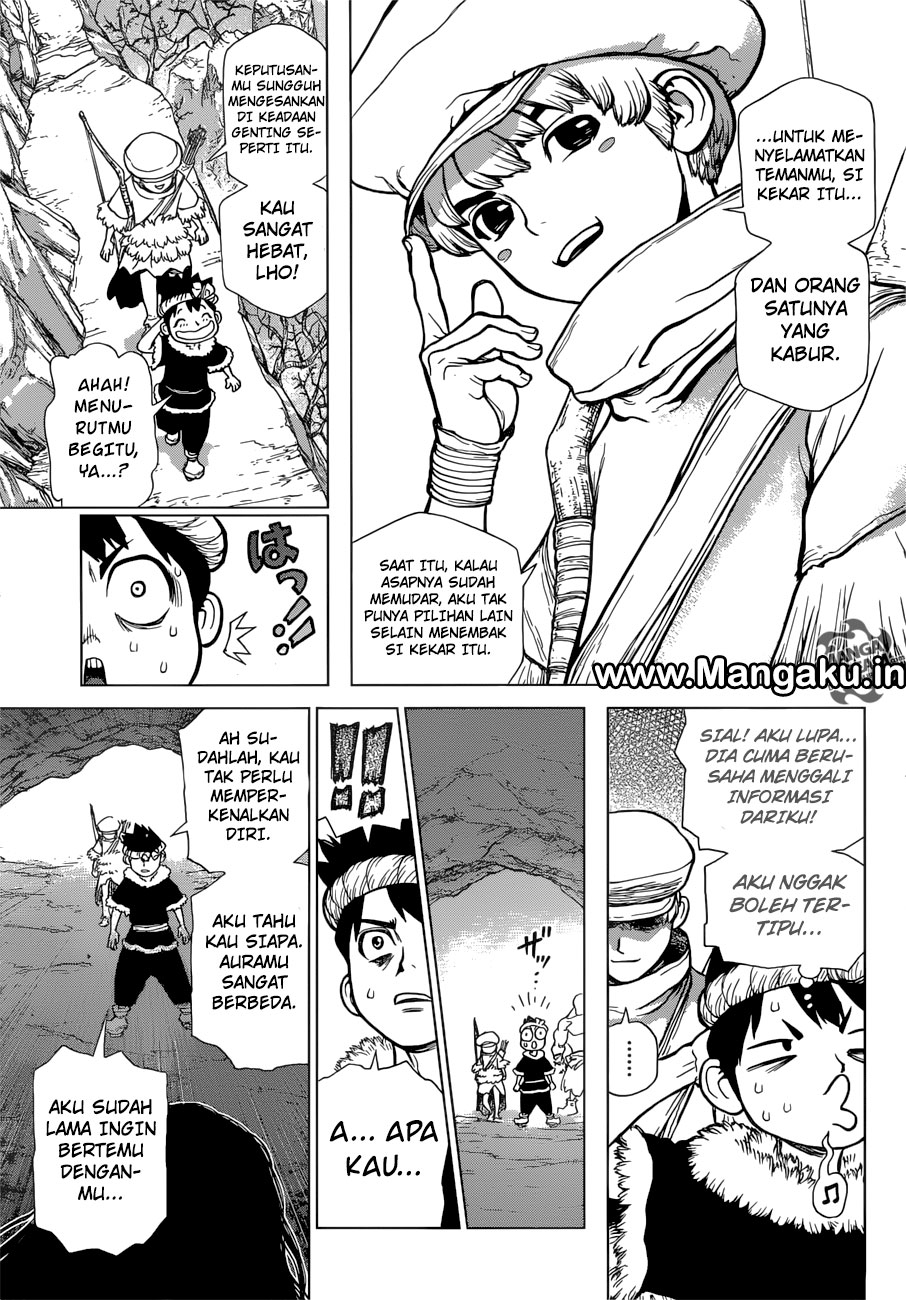 ...UNTUK ME-
NYELAMATKAN
TEMANMU, SI
KEKAR ITU...
DAN ORANG
SATUNYA
YANG
KABUR.
SAAT ITU, KALAU
ASAPNYA SUDAH
MEMUDAR, AKU TAK
PUNYA PILIHAN LAIN
SELAIN MENEMBAK
SI KEKAR ITU.
KEPUTUSAN-
MU SUNGGUH
MENGESANKAN
DI KEADAAN
GENTING SE-
PERTI ITU.
KAU
SANGAT
HEBAT,
LHO!
AHAH!
MENU-
RUTMU
BEGITU,
YA...?
はっ!!
www.Mangaku.in
SIAL! AKU LUPA...
DIA CUMA BERU-
SAHA MENGGALI
INFORMASI
DARIKU!
AKU NGGAK
BOLEH TER-
TIPU...
........
ザッ
!!
A... APA
KAU...
AH SU-
DAHLAH, KAU
TAK PERLU
MEMPER-
KENALKAN
DIRI.
AKU TAHU
KAU SIAPA.
AURAMU
SANGAT
BERBEDA.
AKU SUDAH
LAMA INGIN
BERTEMU
DENGAN-
MU...